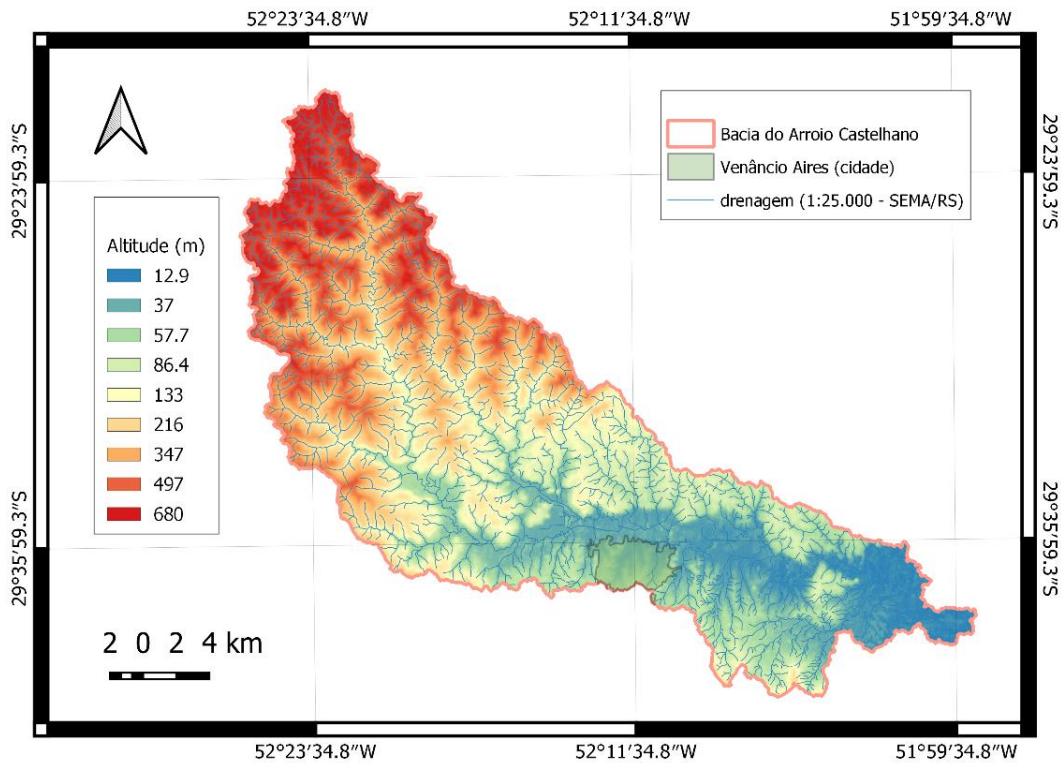 52°23′34.8″W 52°11′34.8″W 51°59′34.8″W
29°23′59.3″S
29°23′59.3″S
Bacia do Arroio Castelhano
Venâncio Aires (cidade)
drenagem (1:25.000 - SEMA/RS)
Altitude (m)
12.9
37
57.7
86.4
133
216
347
497
680
29°35′59.3″S
29°35′59.3″S
2 0 2 4 km
52°23′34.8″W 52°11′34.8″W 51°59′34.8″W